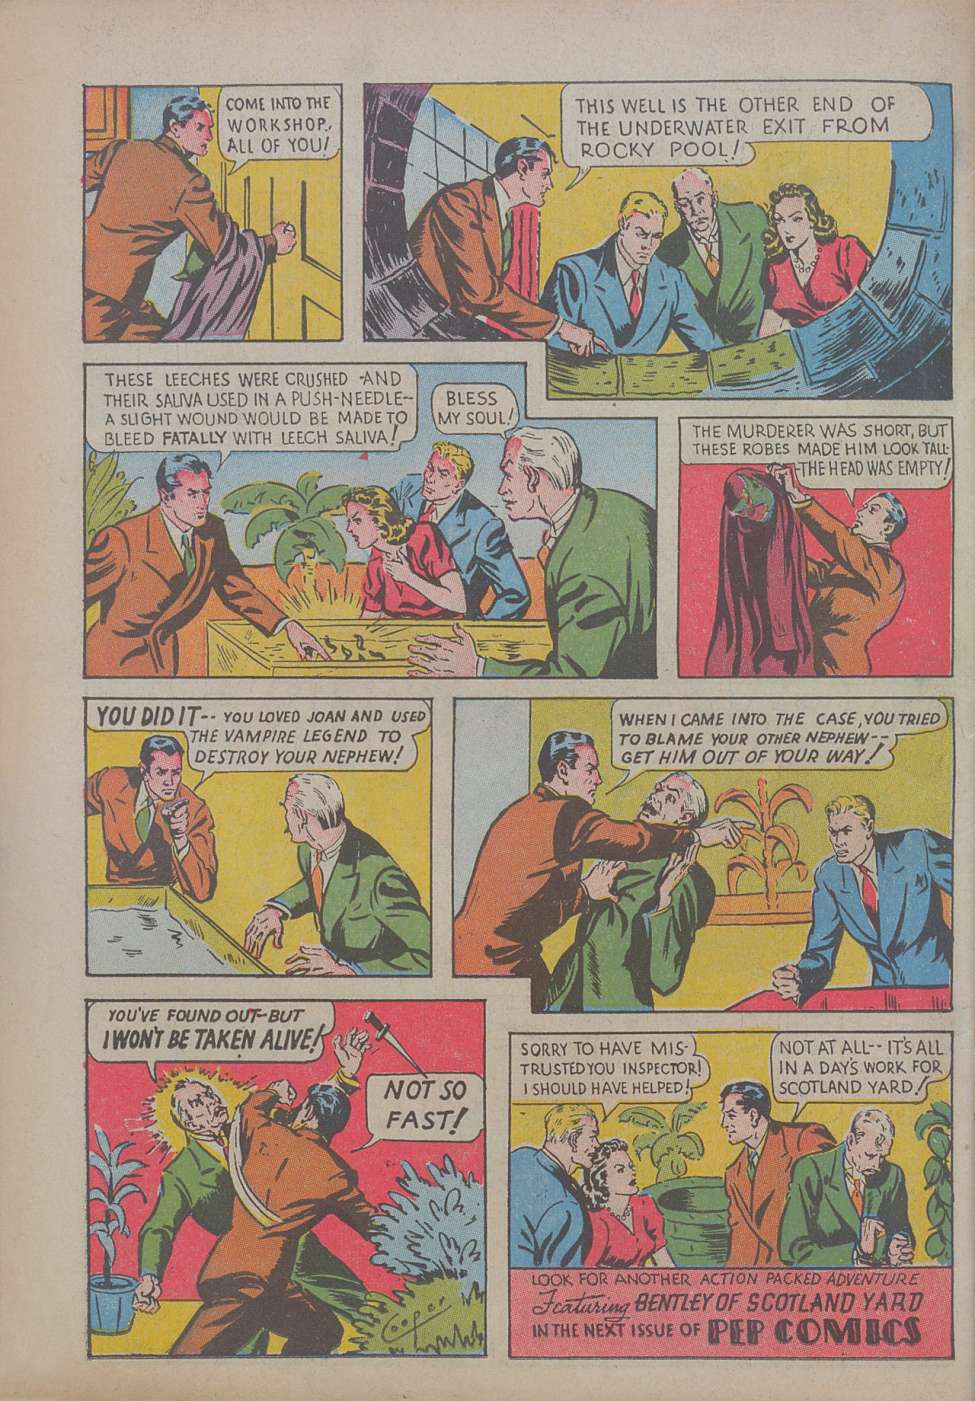 COME INTO THE
WORKSHOP,
ALL OF YOU!
THIS WELL IS THE OTHER END OF
THE UNDERWATER EXIT FROM
ROCKY POOL!
THESE LEECHES WERE CRUSHED -AND
THEIR SALIVA USED IN A PUSH-NEEDLE--
A SLIGHT WOUND WOULD BE MADE TO
BLEED FATALLY WITH LEECH SALIVA!
BLESS
MY SOUL!
THE MURDERER WAS SHORT, BUT
THESE ROBES MADE HIM LOOK TALL-
-THE HEAD WAS EMPTY!
YOU DID IT-- YOU LOVED JOAN AND USED
THE VAMPIRE LEGEND TO
DESTROY YOUR NEPHEW!
WHEN I CAME INTO THE CASE, YOU TRIED
TO BLAME YOUR OTHER NEPHEW--
GET HIM OUT OF YOUR WAY!
YOU'VE FOUND OUT-BUT
I WON'T BE TAKEN ALIVE!
NOT SO
FAST!
Cooper
SORRY TO HAVE MIS-
TRUSTED YOU INSPECTOR!
I SHOULD HAVE HELPED!
NOT AT ALL-- IT'S ALL
IN A DAY'S WORK FOR
SCOTLAND YARD!
LOOK FOR ANOTHER ACTION PACKED ADVENTURE
Featuring BENTLEY OF SCOTLAND YARD
IN THE NEXT ISSUE OF PEP COMICS